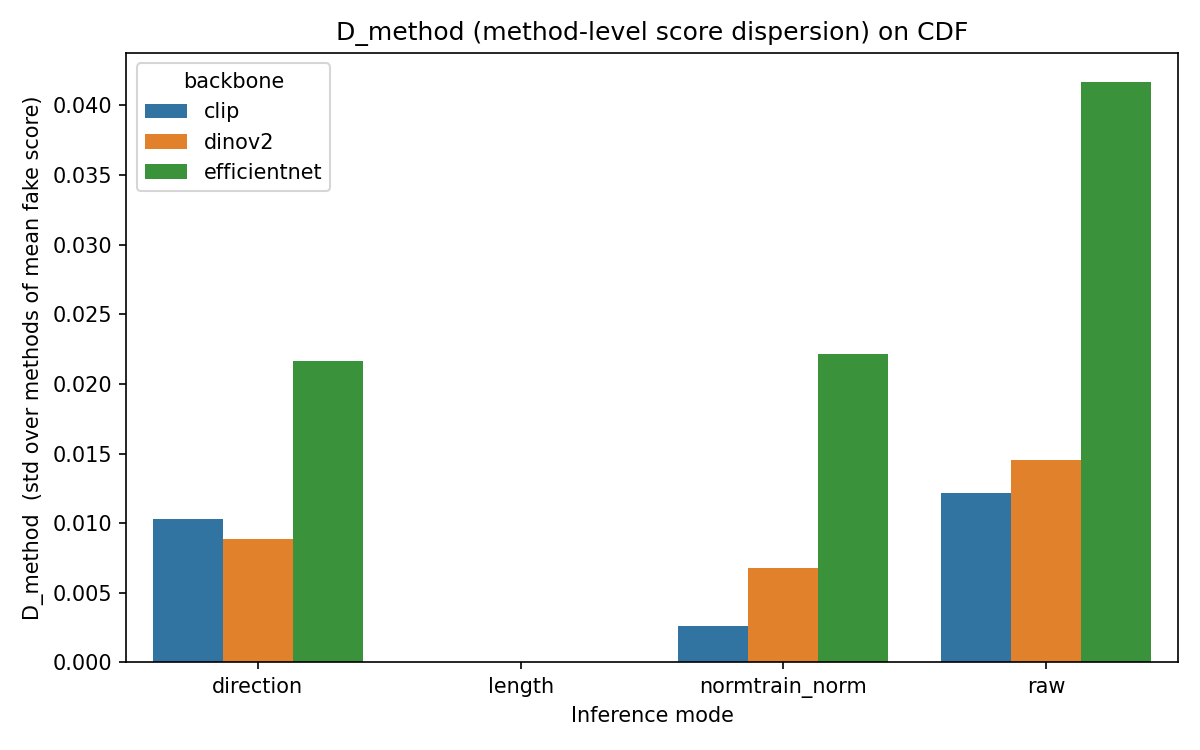 D_method (method-level score dispersion) on CDF
backbone
clip
dinov2
efficientnet
D_method  (std over methods of mean fake score)
0.040
0.035
0.030
0.025
0.020
0.015
0.010
0.005
0.000
direction length normtrain_norm raw
Inference mode